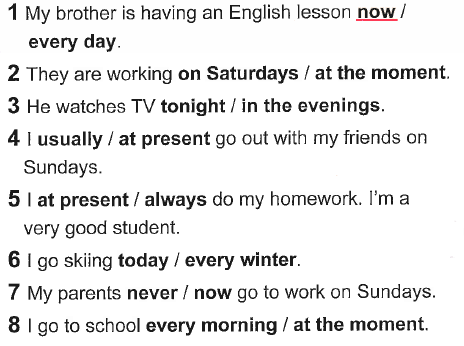 1 My brother is having an English lesson now /
every day.
2 They are working on Saturdays / at the moment.
3 He watches TV tonight / in the evenings.
4 I usually / at present go out with my friends on
Sundays.
5 I at present / always do my homework. I'm a
very good student.
6 I go skiing today / every winter.
7 My parents never / now go to work on Sundays.
8 I go to school every morning / at the moment.